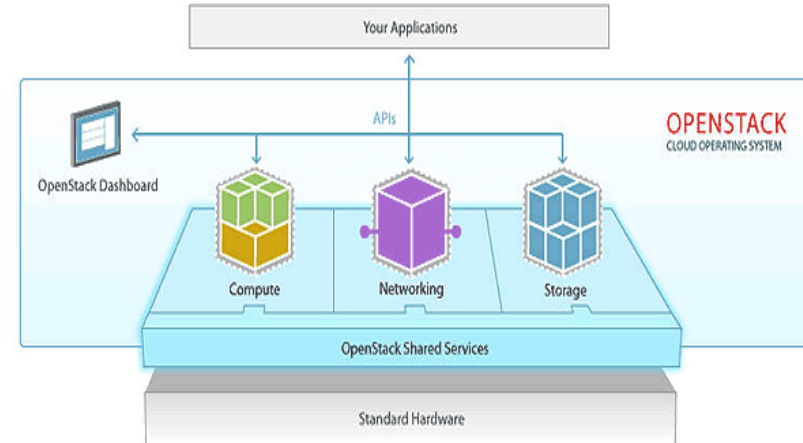 Your Applications
APIs
OPENSTACK
CLOUD OPERATING SYSTEM
OpenStack Dashboard
Compute
Networking
Storage
OpenStack Shared Services
Standard Hardware